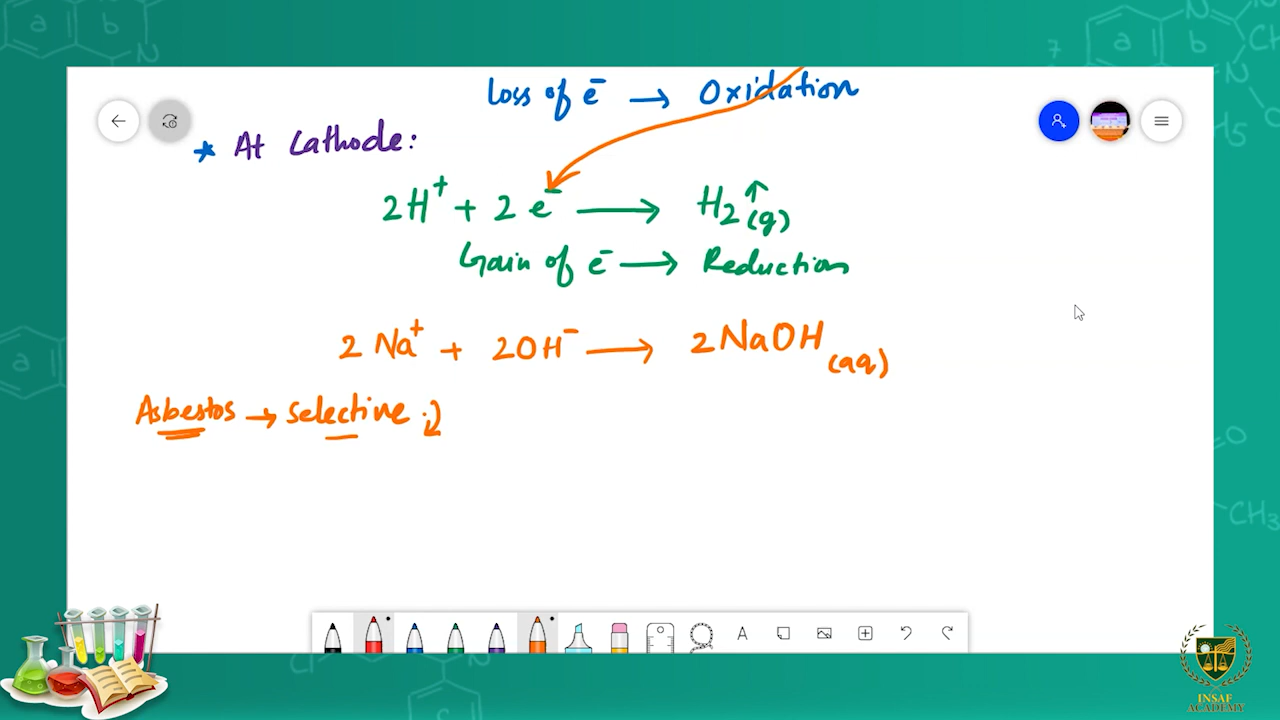 Loss of e⁻ → Oxidation
* At Cathode:
2H⁺ + 2e⁻ → H₂↑(g)
Gain of e⁻ → Reduction
2Na⁺ + 2OH⁻ → 2NaOH(aq)
Asbestos → selective
INSAF
ACADEMY